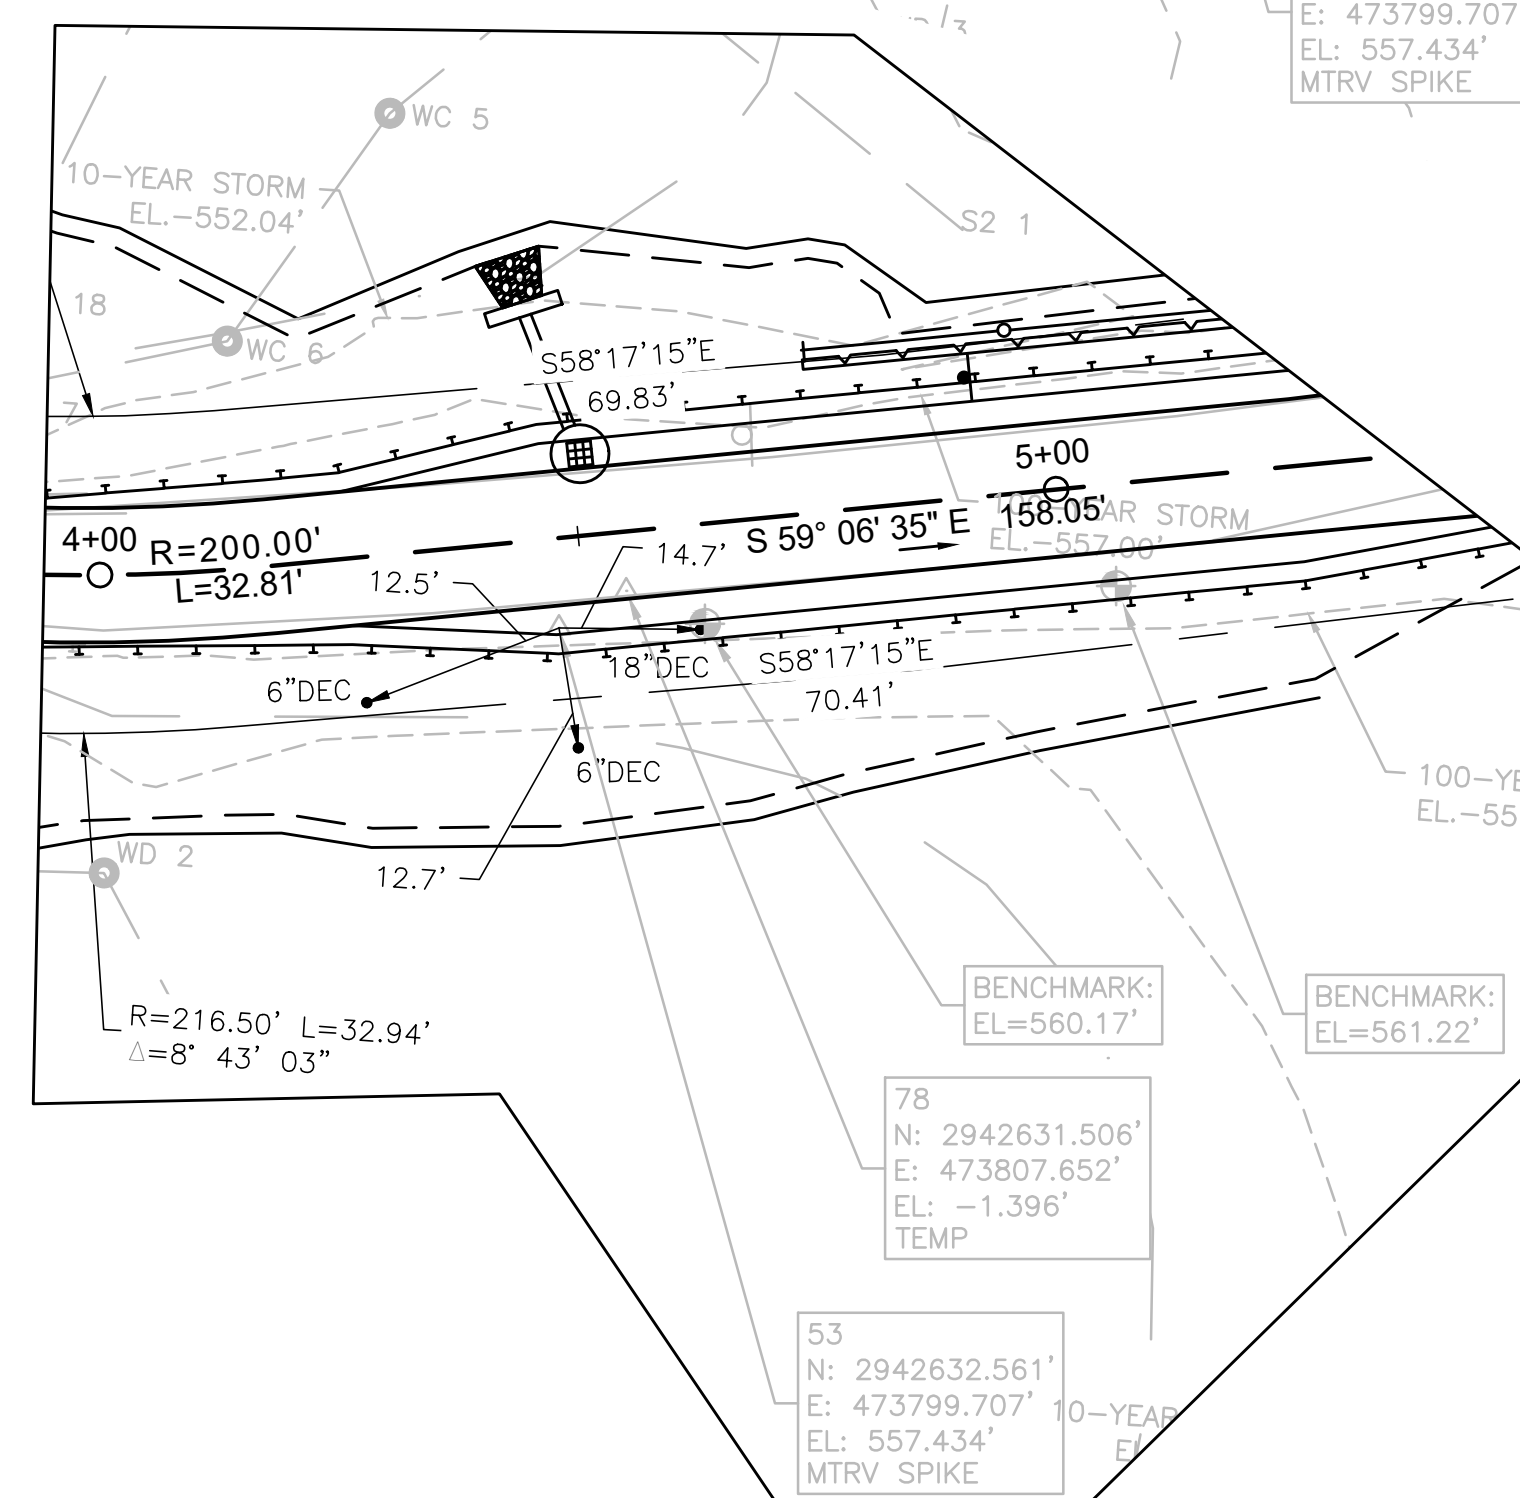 E: 473799.707
EL: 557.434'
MTRV SPIKE
WC 5
10-YEAR STORM
EL.-552.04'
S2 1
18
WC 6
S58°17'15"E
69.83'
7
5+00
158.05'
S 59° 06' 35" E
100-YEAR STORM
EL.-557.00'
4+00
R=200.00'
L=32.81'
14.7'
12.5'
18"DEC
S58°17'15"E
70.41'
6"DEC
6"DEC
100-YE
EL.-55
WD 2
12.7'
R=216.50' L=32.94'
Δ=8° 43' 03"
BENCHMARK:
EL=560.17'
BENCHMARK:
EL=561.22'
78
N: 2942631.506'
E: 473807.652'
EL: -1.396'
TEMP
53
N: 2942632.561'
E: 473799.707'
EL: 557.434'
MTRV SPIKE
10-YEAR
EL